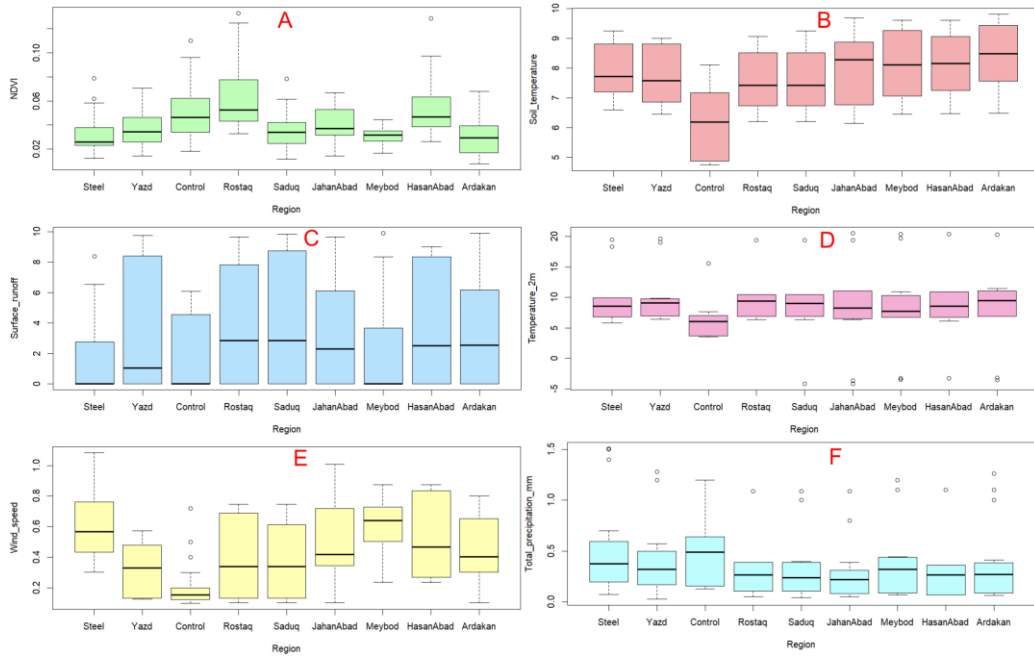 A
NDVI
0.02
0.06
0.10
Steel Yazd Control Rostaq Saduq JahanAbad Meybod HasanAbad Ardakan
Region
B
Soil_temperature
10
9
8
7
6
5
Steel Yazd Control Rostaq Saduq JahanAbad Meybod HasanAbad Ardakan
Region
C
Surface_runoff
10
8
6
4
2
0
Steel Yazd Control Rostaq Saduq JahanAbad Meybod HasanAbad Ardakan
Region
D
Temperature_2m
20
15
10
5
0
-5
Steel Yazd Control Rostaq Saduq JahanAbad Meybod HasanAbad Ardakan
Region
E
Wind_speed
0.2
0.4
0.6
0.8
1.0
Steel Yazd Control Rostaq Saduq JahanAbad Meybod HasanAbad Ardakan
Region
F
Total_precipitation_mm
0.0
0.5
1.0
1.5
Steel Yazd Control Rostaq Saduq JahanAbad Meybod HasanAbad Ardakan
Region